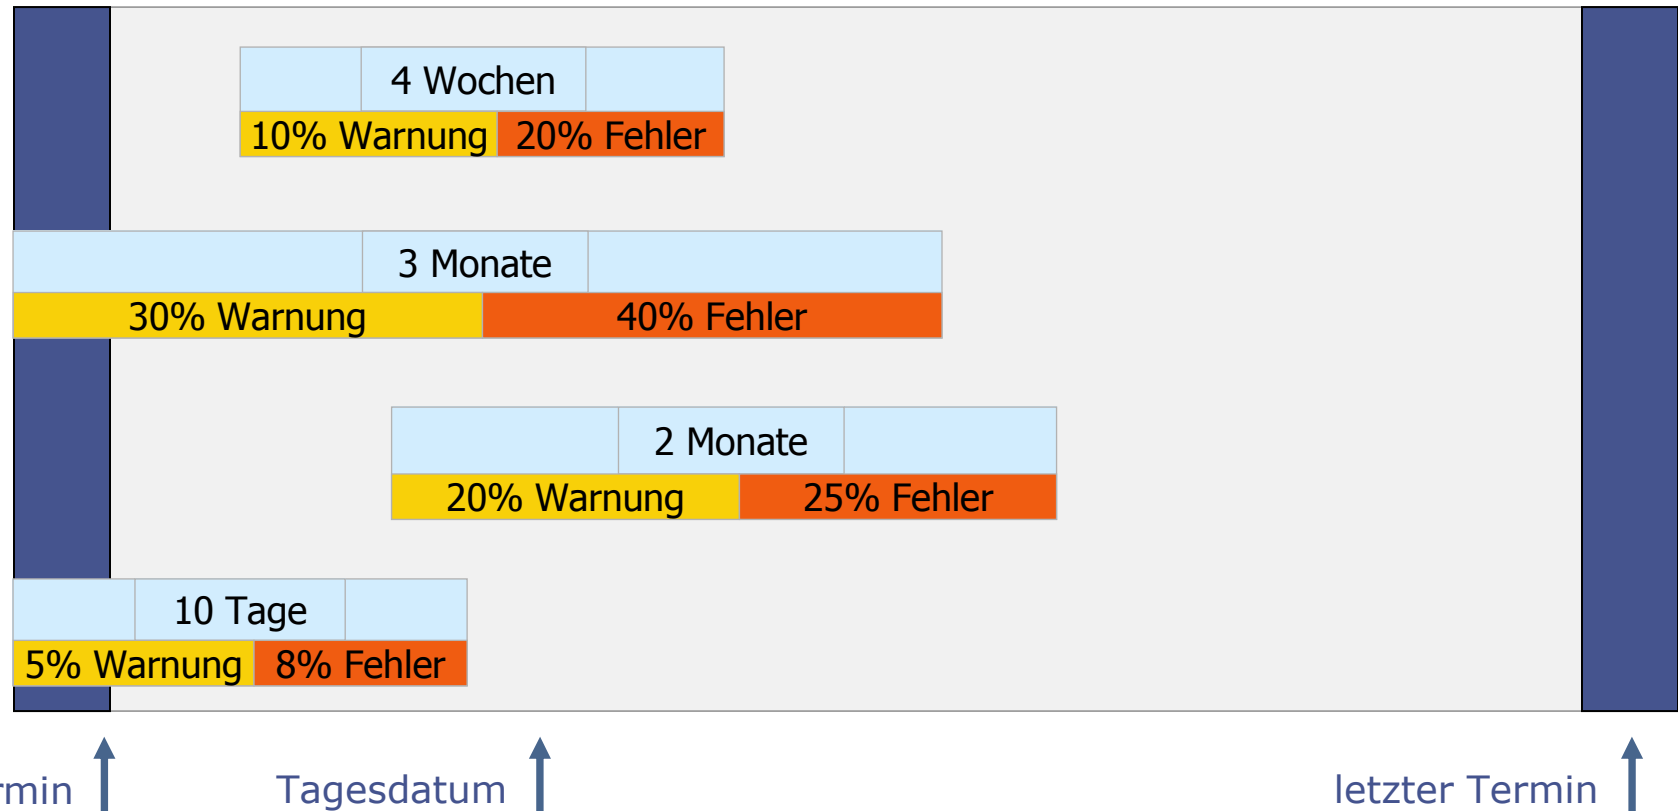 4 Wochen
10% Warnung 20% Fehler
3 Monate
30% Warnung 40% Fehler
2 Monate
20% Warnung 25% Fehler
10 Tage
5% Warnung 8% Fehler
Tagesdatum letzter Termin